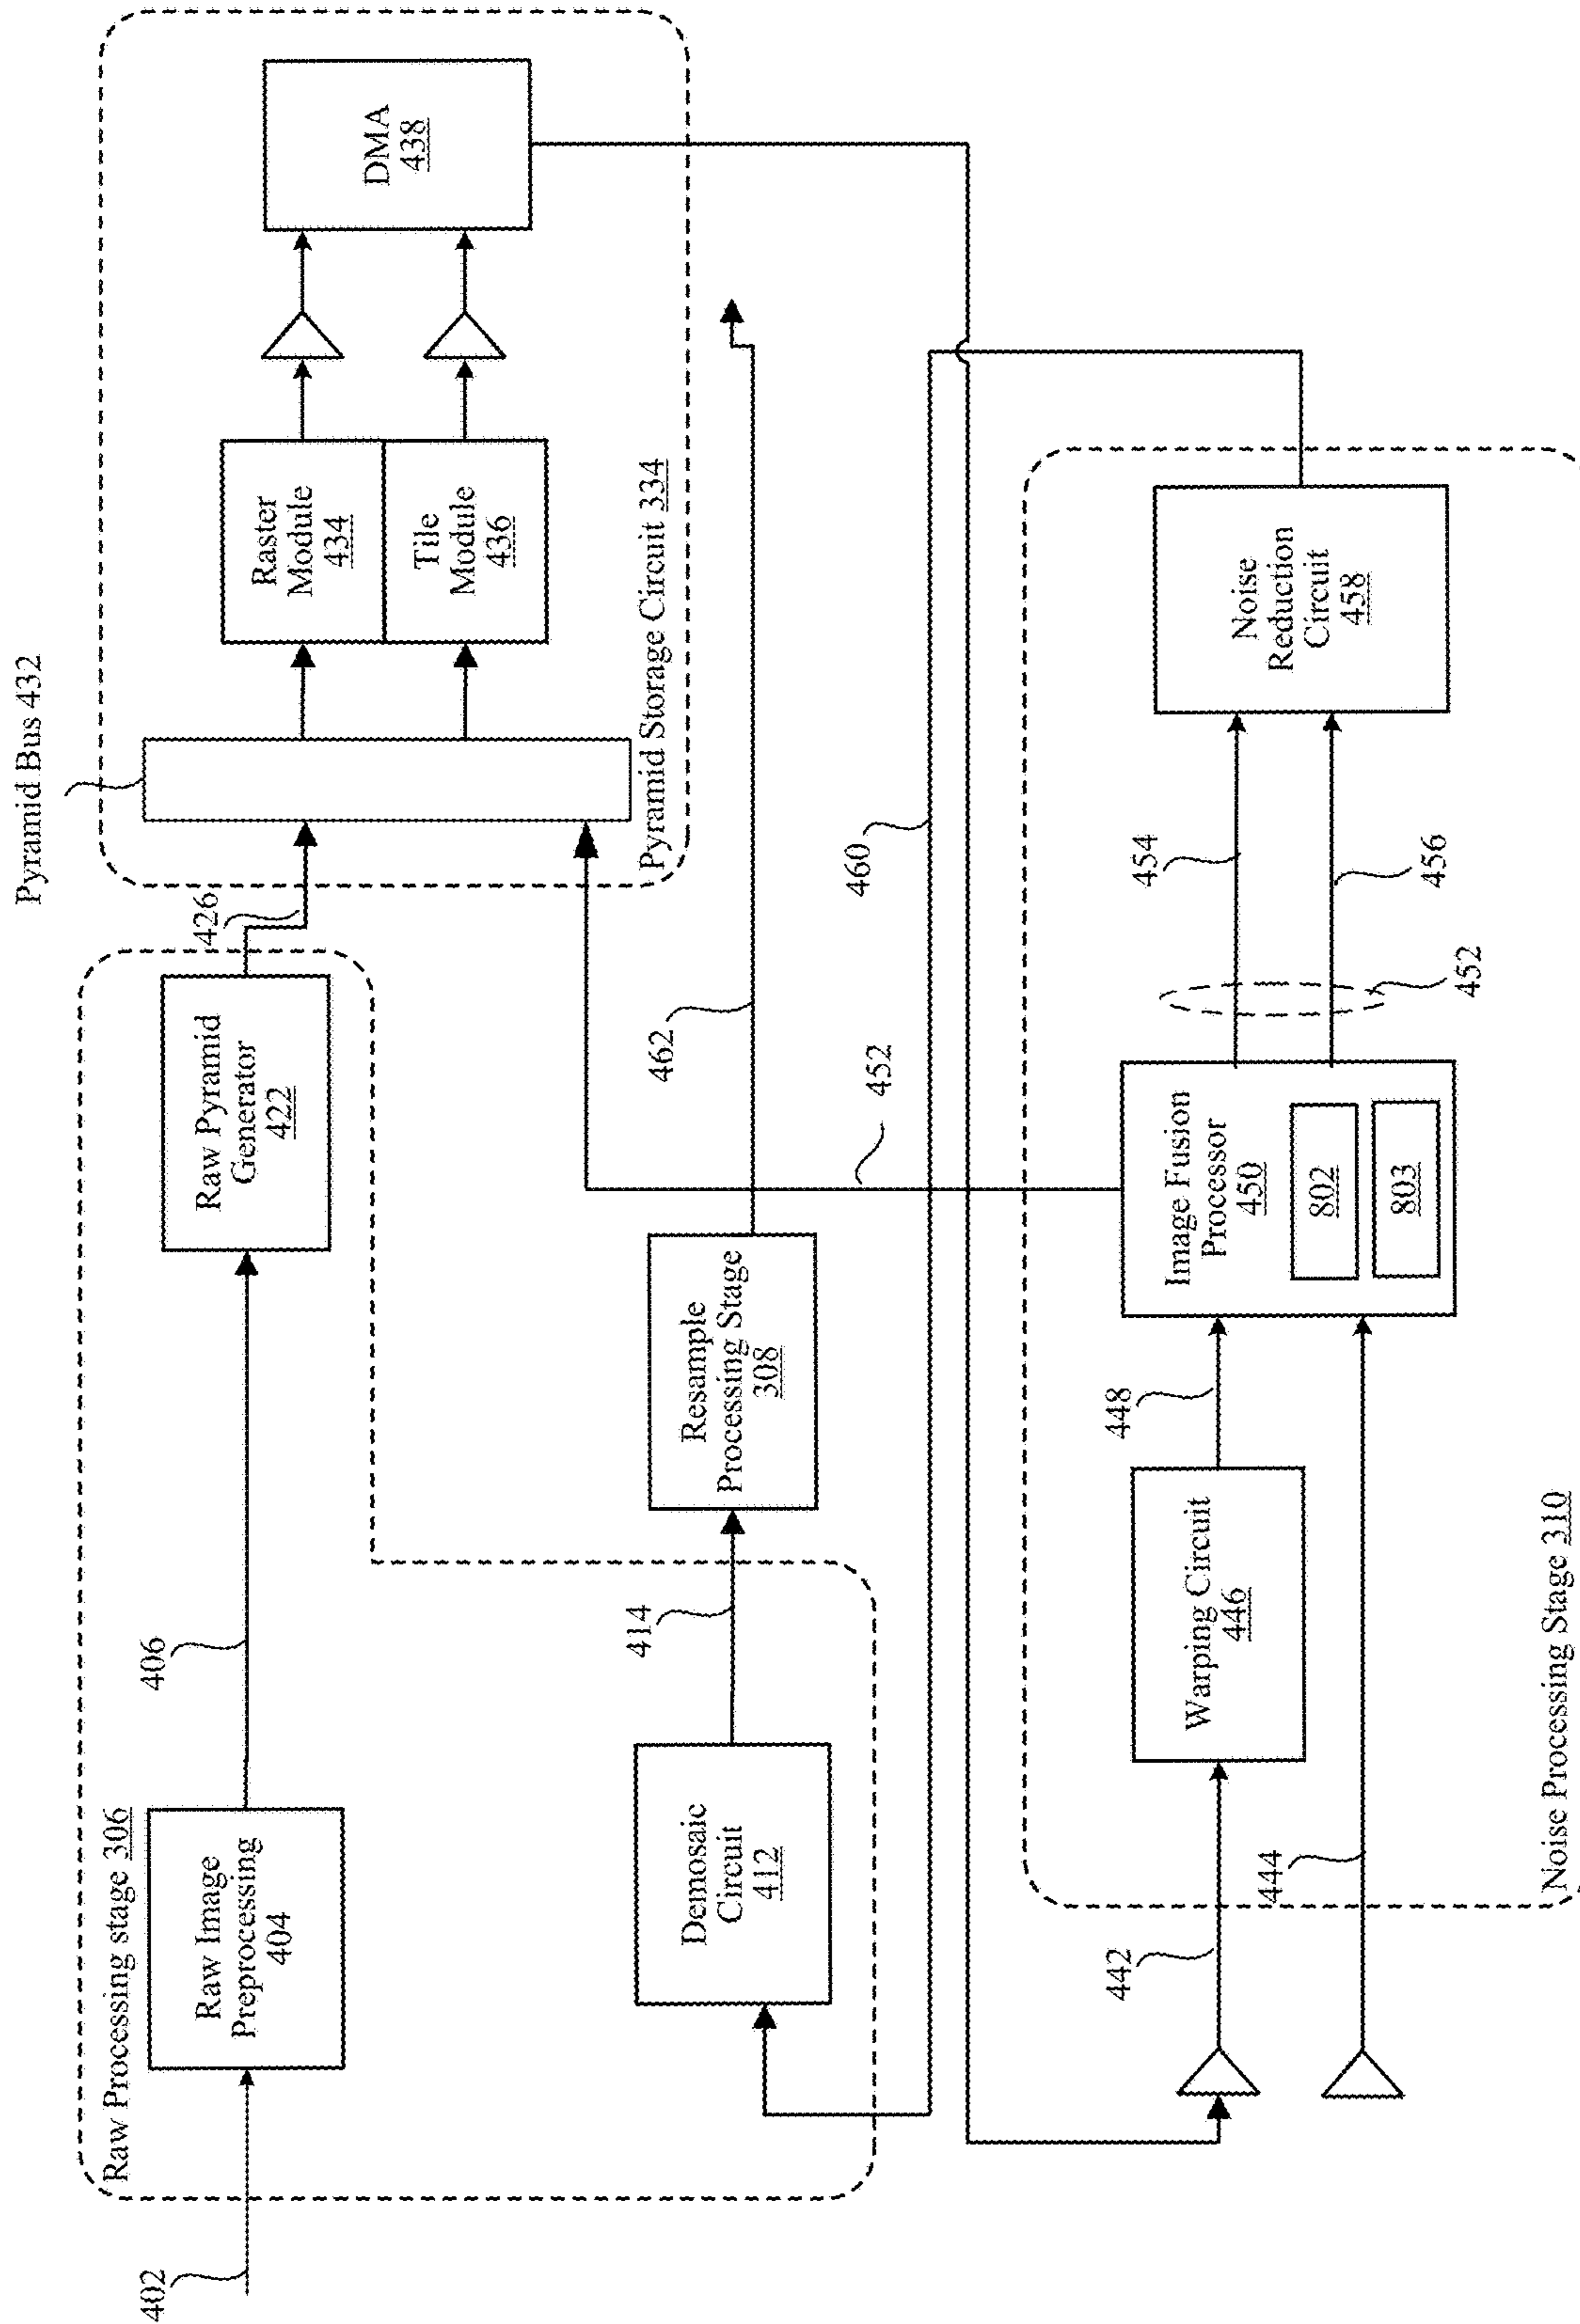 Pyramid Bus 432
Raw Processing stage 306
402
Raw Image
Preprocessing
404
406
Raw Pyramid
Generator
422
426
Raster
Module
434
Tile
Module
436
DMA
438
Pyramid Storage Circuit 334
Demosaic
Circuit
412
414
Resample
Processing Stage
308
462
452
460
442
444
Warping Circuit
446
448
Image Fusion
Processor
450
802
803
454
456
452
Noise
Reduction
Circuit
458
Noise Processing Stage 310